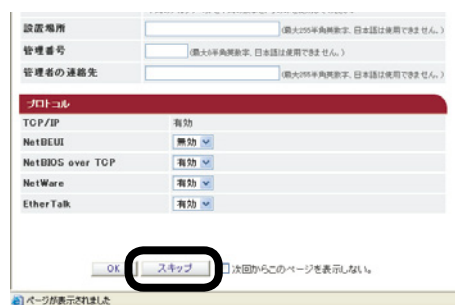 設置場所 (最大255半角英数字、日本語は使用できません。)
管理番号 (最大8半角英数字、日本語は使用できません。)
管理者の連絡先 (最大255半角英数字、日本語は使用できません。)
プロトコル
TCP/IP 有効
NetBEUI 無効
NetBIOS over TCP 有効
NetWare 有効
EtherTalk 有効
OK スキップ 次回からこのページを表示しない。
ページが表示されました